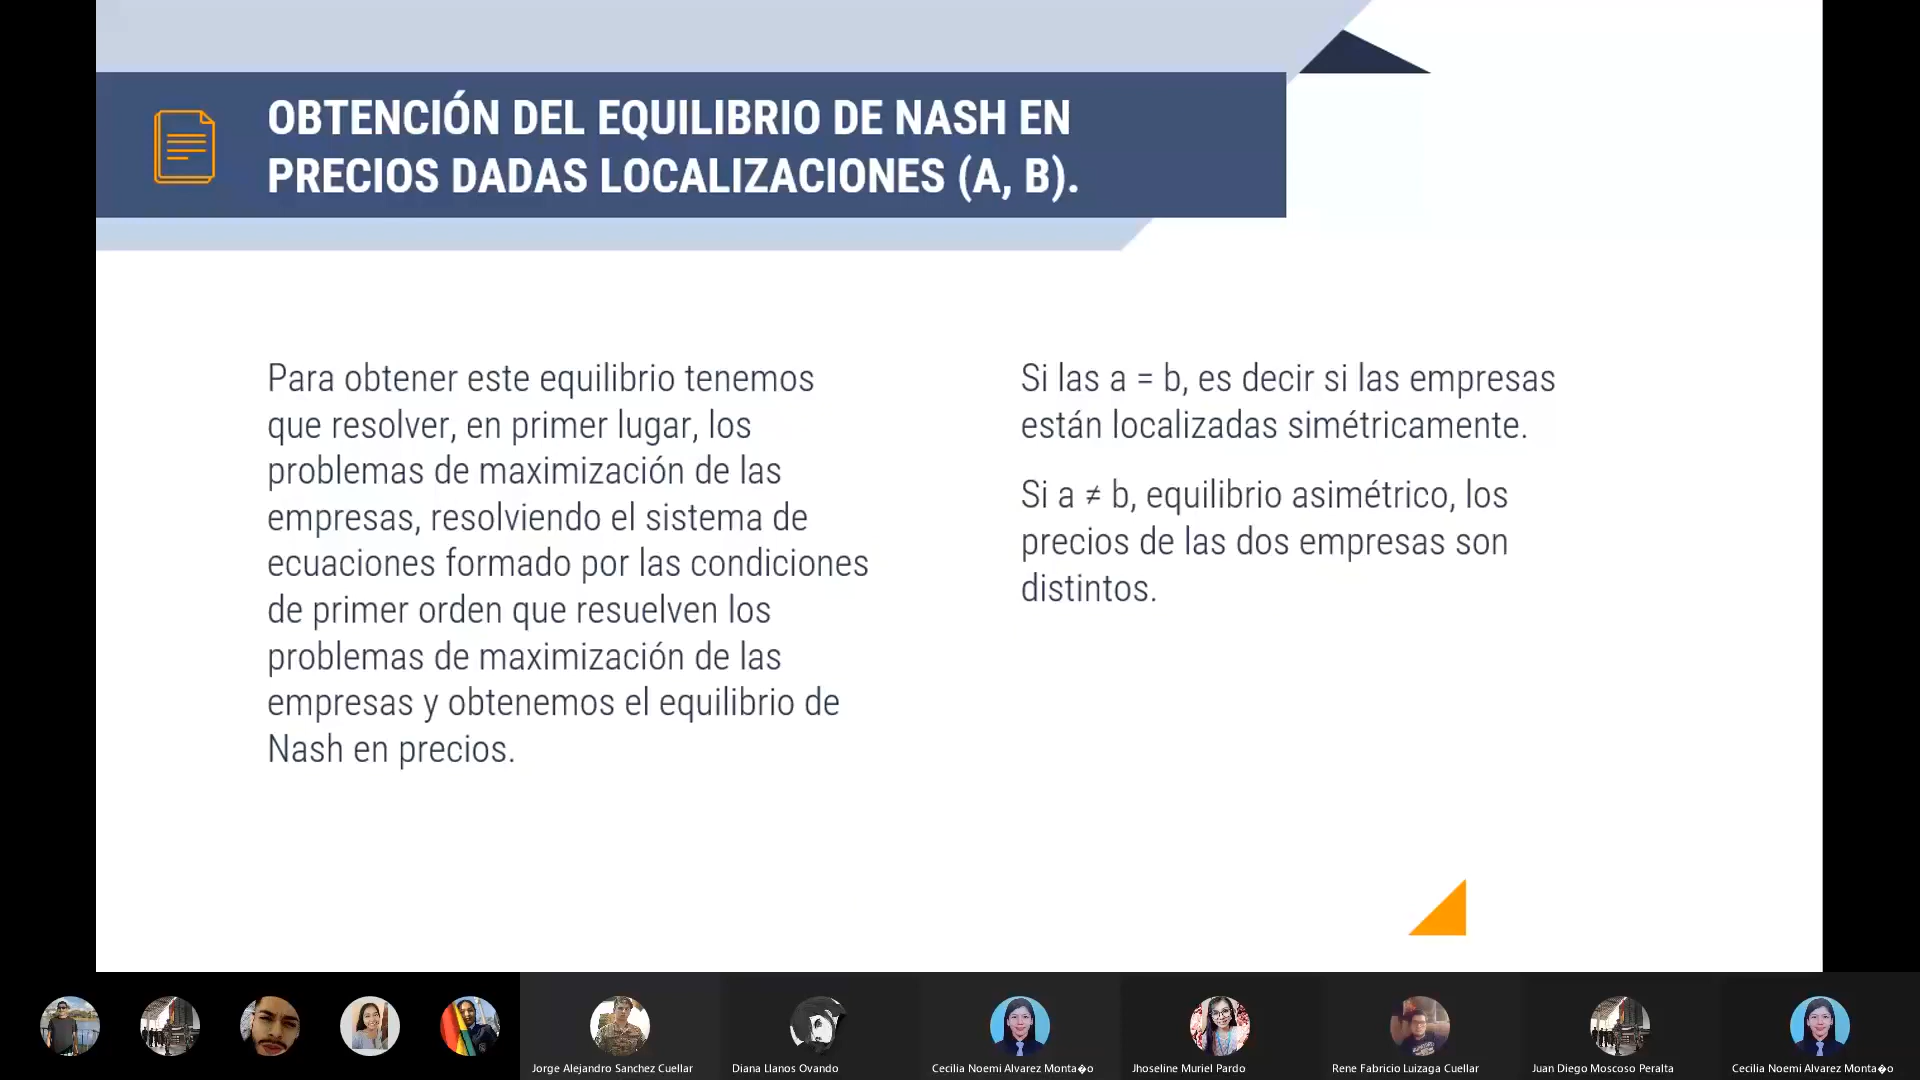 OBTENCIÓN DEL EQUILIBRIO DE NASH EN
PRECIOS DADAS LOCALIZACIONES (A, B).
Para obtener este equilibrio tenemos
que resolver, en primer lugar, los
problemas de maximización de las
empresas, resolviendo el sistema de
ecuaciones formado por las condiciones
de primer orden que resuelven los
problemas de maximización de las
empresas y obtenemos el equilibrio de
Nash en precios.
Si las a = b, es decir si las empresas
están localizadas simétricamente.
Si a ≠ b, equilibrio asimétrico, los
precios de las dos empresas son
distintos.
Jorge Alejandro Sanchez Cuellar
Diana Llanos Ovando
Cecilia Noemi Alvarez Monta�o
Jhoseline Muriel Pardo
Rene Fabricio Luizaga Cuellar
Juan Diego Moscoso Peralta
Cecilia Noemi Alvarez Monta�o